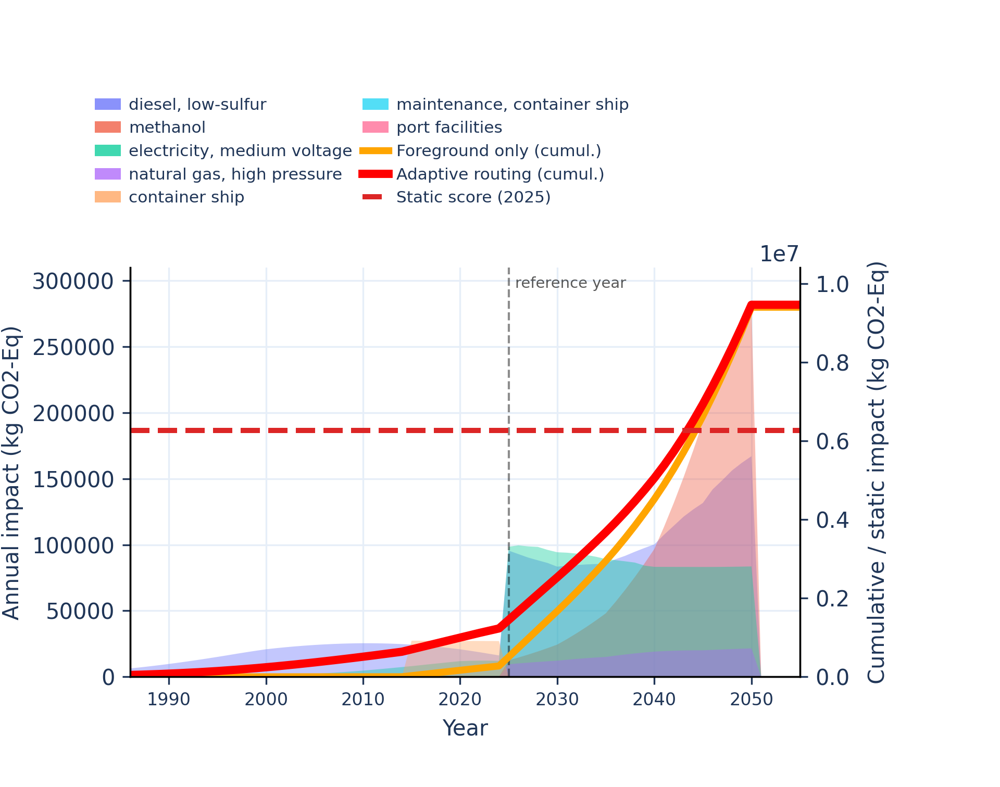 diesel, low-sulfur
methanol
electricity, medium voltage
natural gas, high pressure
container ship
maintenance, container ship
port facilities
Foreground only (cumul.)
Adaptive routing (cumul.)
Static score (2025)
1e7
reference year
Annual impact (kg CO2-Eq)
300000
250000
200000
150000
100000
50000
0
1.0
0.8
0.6
0.4
0.2
0.0
Cumulative / static impact (kg CO2-Eq)
1990
2000
2010
2020
2030
2040
2050
Year